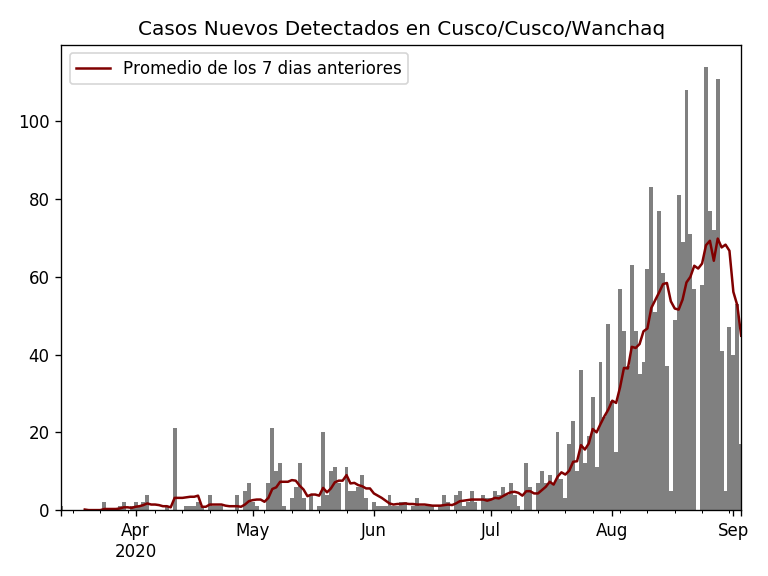 Casos Nuevos Detectados en Cusco/Cusco/Wanchaq
Promedio de los 7 dias anteriores
100
80
60
40
20
0
Apr May Jun Jul Aug Sep
2020